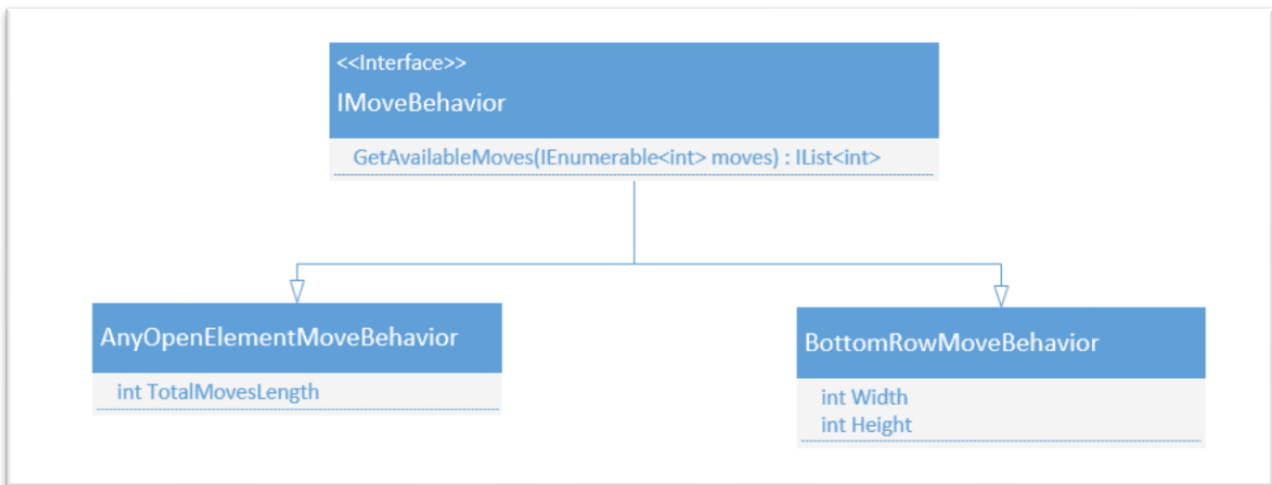 <<Interface>>
IMoveBehavior
GetAvailableMoves(IEnumerable<int> moves) : IList<int>
AnyOpenElementMoveBehavior
int TotalMovesLength
BottomRowMoveBehavior
int Width
int Height